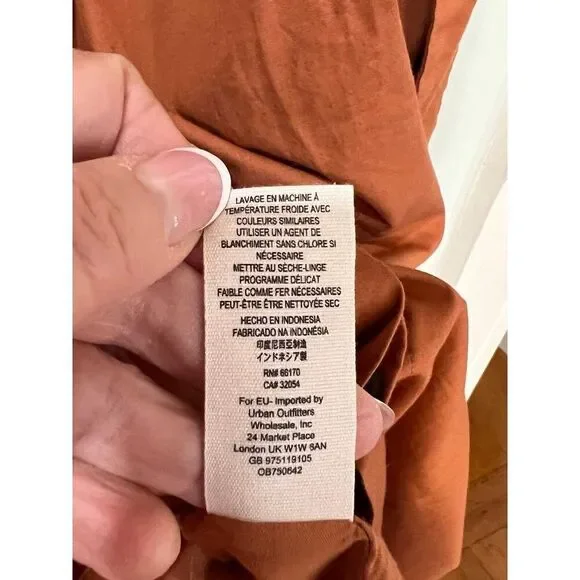 LAVAGE EN MACHINE À
TEMPÉRATURE FROIDE AVEC
COULEURS SIMILAIRES
UTILISER UN AGENT DE
BLANCHIMENT SANS CHLORE SI
NÉCESSAIRE
METTRE AU SÈCHE-LINGE
PROGRAMME DÉLICAT
FAIBLE COMME FER NÉCESSAIRES
PEUT-ÊTRE ÊTRE NETTOYÉE SEC
HECHO EN INDONESIA
FABRICADO NA INDONÉSIA
印度尼西亞制造
インドネシア製
RN# 66170
CA# 32054
For EU- Imported by
Urban Outfitters
Wholesale, Inc
24 Market Place
London UK W1W 8AN
GB 975119105
OB750642